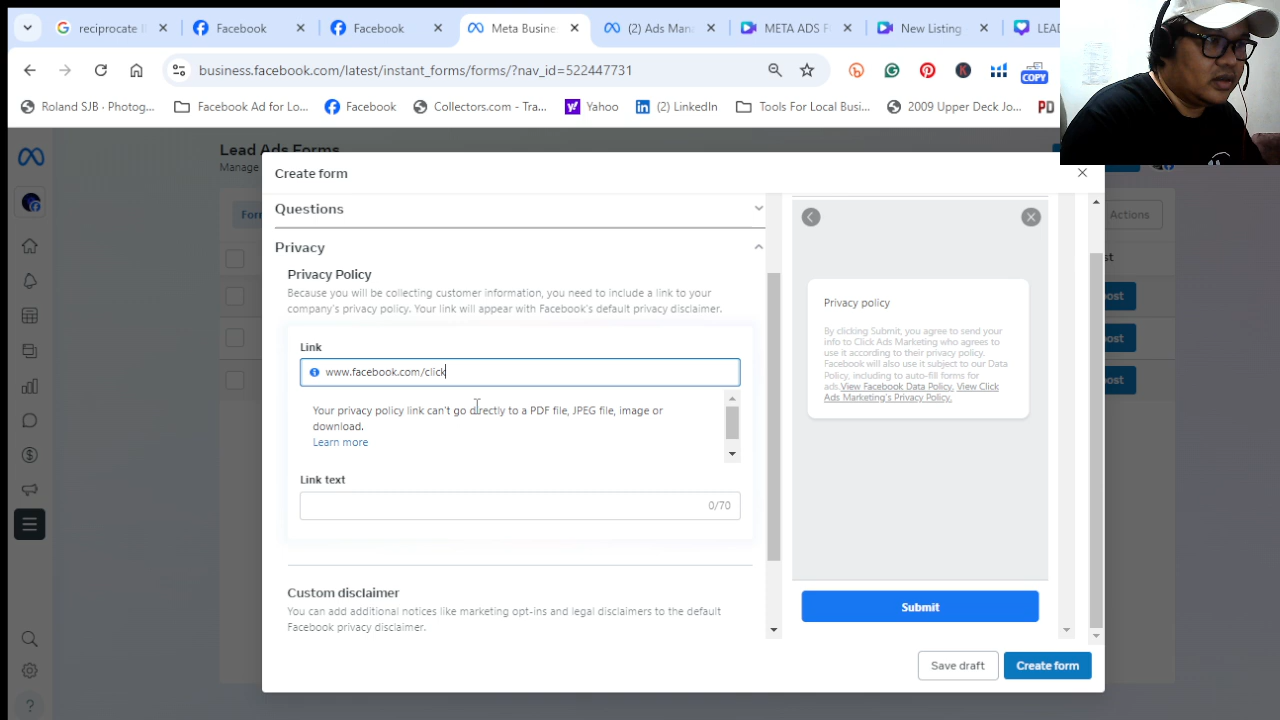 reciprocate
Facebook
Facebook
Meta Busine
(2) Ads Man
META ADS F
New Listing
LEAD
business.facebook.com/latest/instant_forms/forms/?nav_id=522447731
COPY
Roland SJB · Photog...
Facebook Ad for Lo...
Facebook
Collectors.com - Tra...
Yahoo
(2) LinkedIn
Tools For Local Busi...
2009 Upper Deck Jo...
PD
Lead Ads Forms
Manage
Form
Actions
Create form
Questions
Privacy
Privacy Policy
Because you will be collecting customer information, you need to include a link to your
company's privacy policy. Your link will appear with Facebook's default privacy disclaimer.
Link
www.facebook.com/click
Your privacy policy link can't go directly to a PDF file, JPEG file, image or
download.
Learn more
Link text
0/70
Custom disclaimer
You can add additional notices like marketing opt-ins and legal disclaimers to the default
Facebook privacy disclaimer.
Privacy policy
By clicking Submit, you agree to send your
info to Click Ads Marketing who agrees to
use it according to their privacy policy.
Facebook will also use it subject to our Data
Policy, including to auto-fill forms for
ads.View Facebook Data Policy, View Click
Ads Marketing's Privacy Policy.
Submit
Save draft
Create form